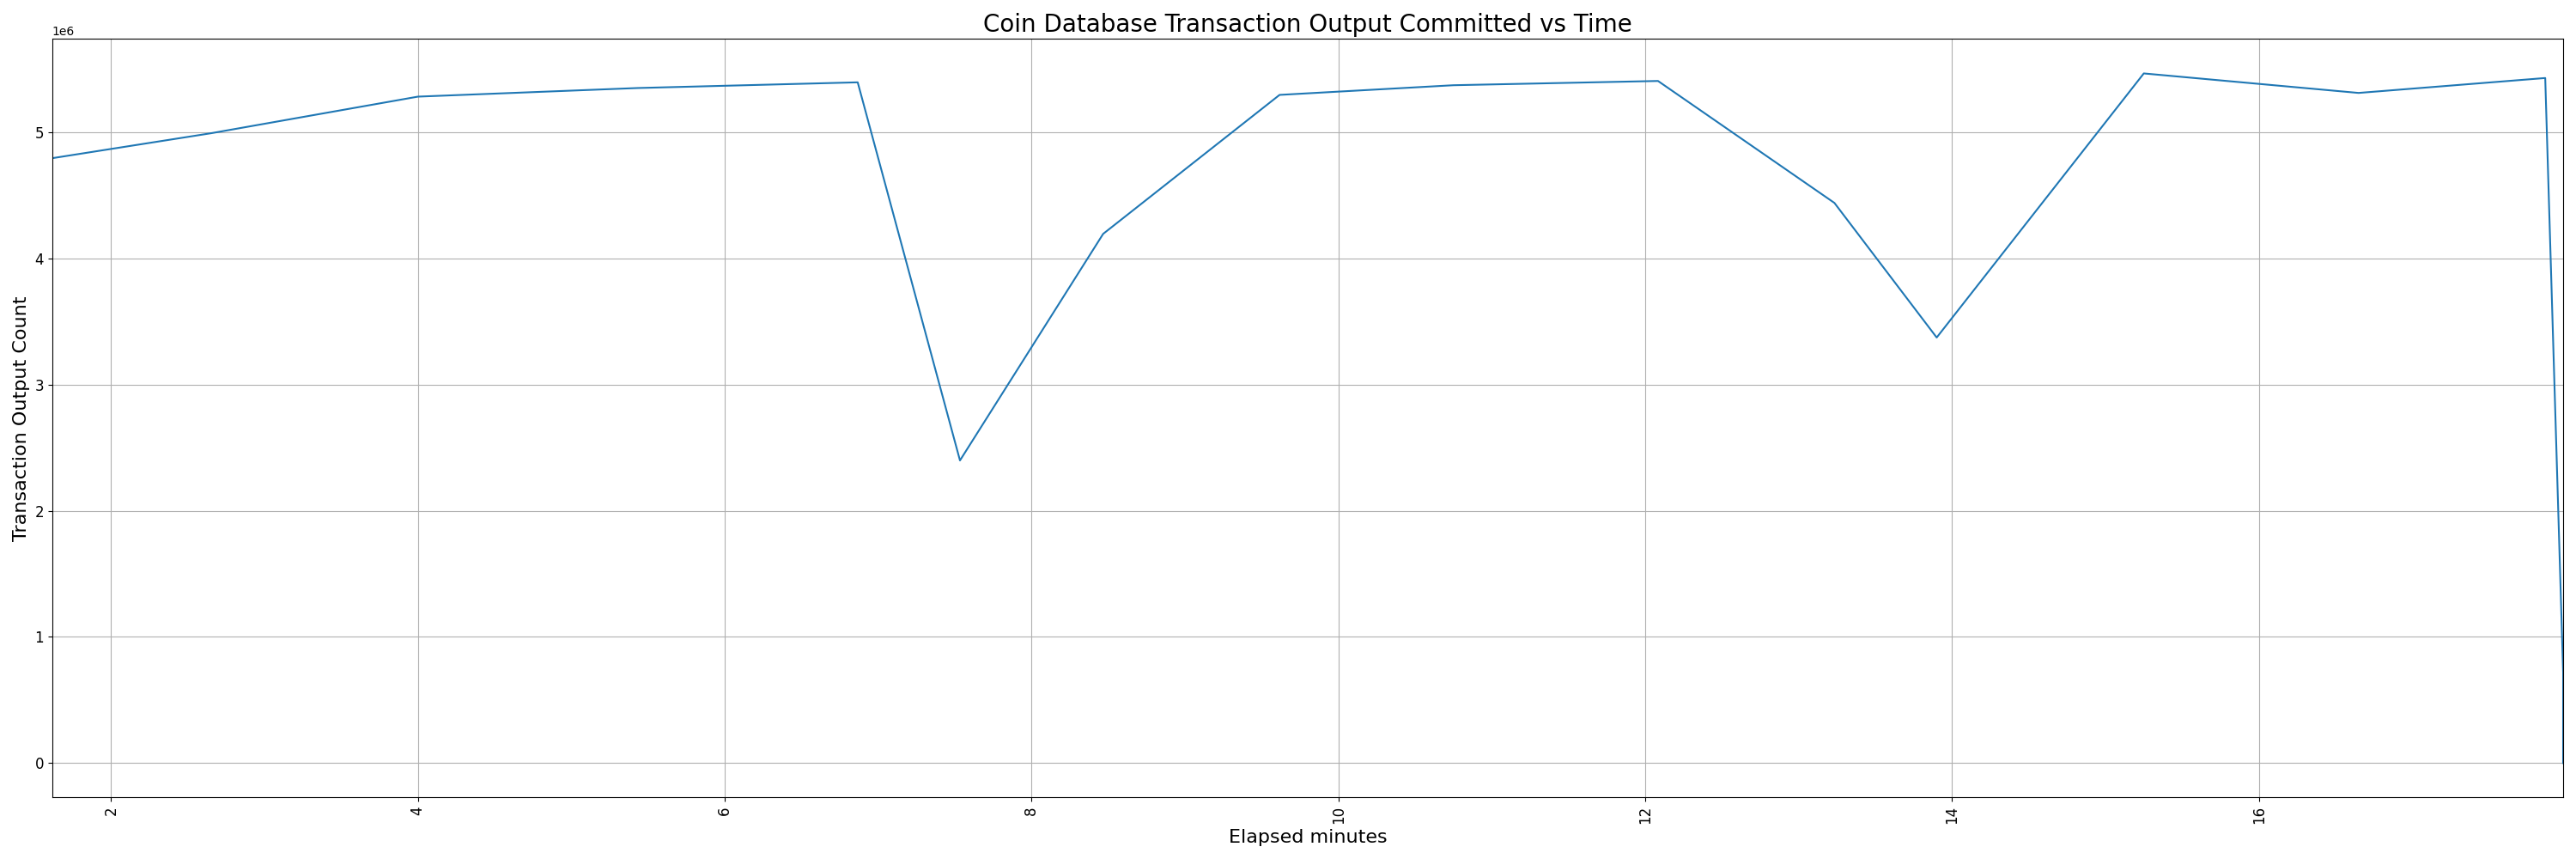 Coin Database Transaction Output Committed vs Time
1e6
5
4
3
2
1
0
Transaction Output Count
2 4 6 8 10 12 14 16
Elapsed minutes